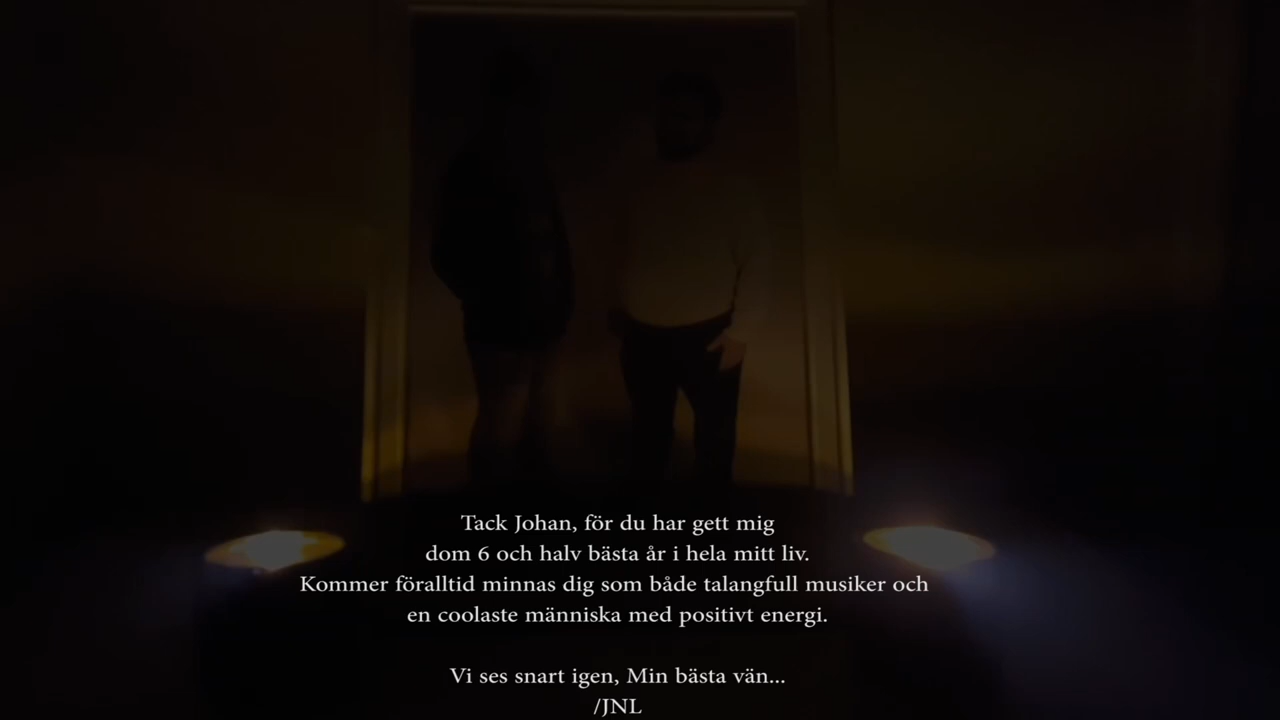 Tack Johan, för du har gett mig
dom 6 och halv bästa år i hela mitt liv.
Kommer föralltid minnas dig som både talangfull musiker och
en coolaste människa med positivt energi.
Vi ses snart igen, Min bästa vän...
/JNL